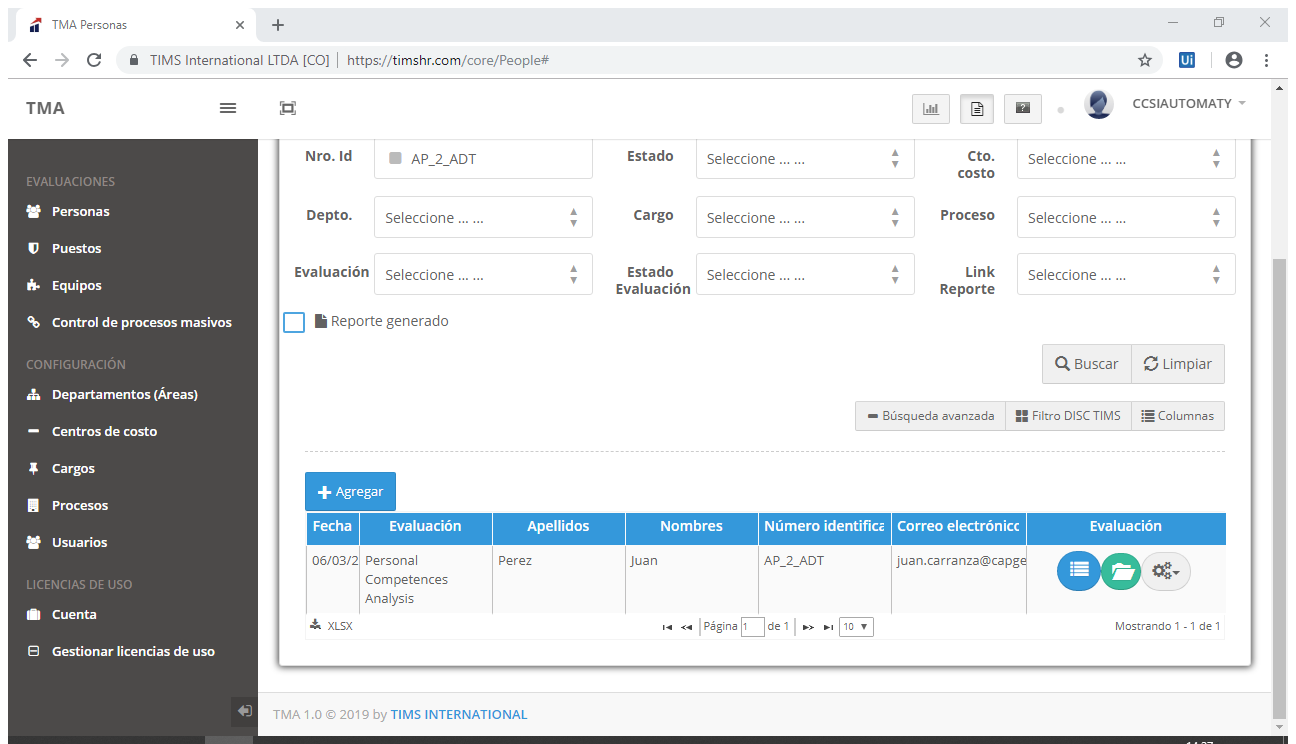 TMA Personas
TIMS International LTDA [CO] | https://timshr.com/core/People#
TMA
CCSIAUTOMATY
EVALUACIONES
Personas
Puestos
Equipos
Control de procesos masivos
CONFIGURACIÓN
Departamentos (Áreas)
Centros de costo
Cargos
Procesos
Usuarios
LICENCIAS DE USO
Cuenta
Gestionar licencias de uso
Nro. Id AP_2_ADT Estado Seleccione ... ... Cto. costo Seleccione ... ...
Depto. Seleccione ... ... Cargo Seleccione ... ... Proceso Seleccione ... ...
Evaluación Seleccione ... ... Estado Evaluación Seleccione ... ... Link Reporte Seleccione ... ...
Reporte generado
Buscar Limpiar
Búsqueda avanzada Filtro DISC TIMS Columnas
Agregar
Fecha Evaluación Apellidos Nombres Número identifica Correo electrónico Evaluación
06/03/2 Personal Perez Juan AP_2_ADT juan.carranza@capge
Competences
Analysis
XLSX Página 1 de 1 10 Mostrando 1 - 1 de 1
TMA 1.0 © 2019 by TIMS INTERNATIONAL